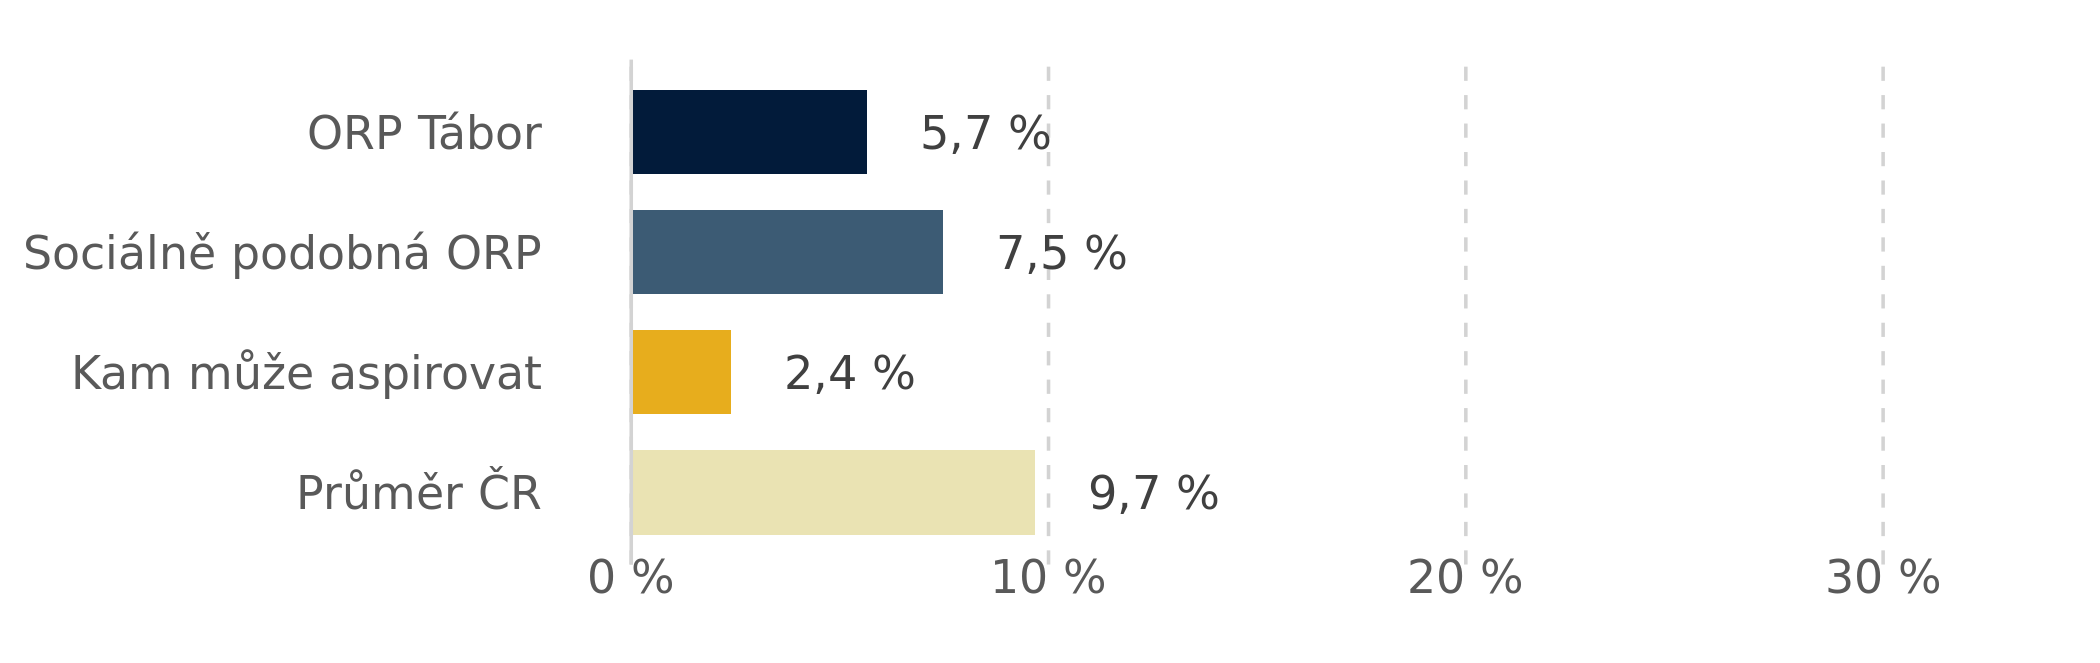 ORP Tábor 5,7 %
Sociálně podobná ORP 7,5 %
Kam může aspirovat 2,4 %
Průměr ČR 9,7 %
0 % 10 % 20 % 30 %